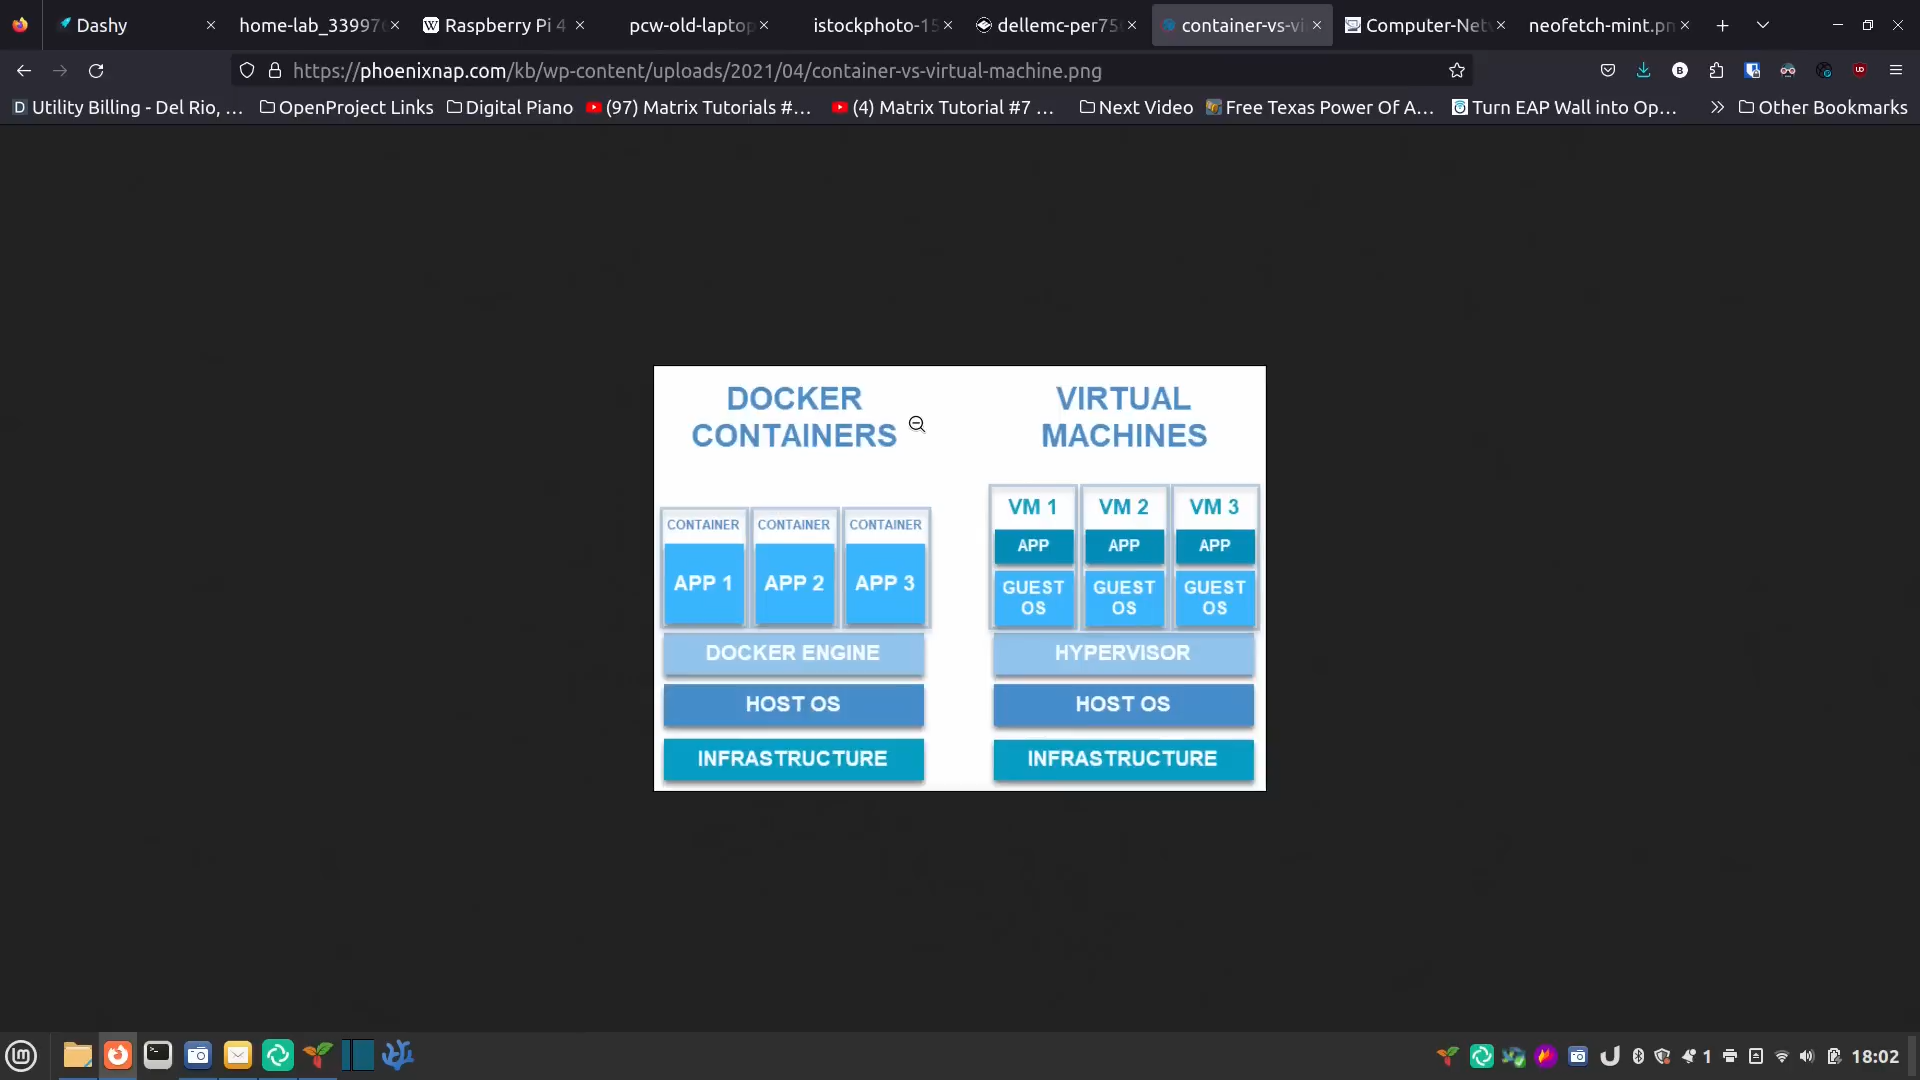 Dashy
home-lab_33997
Raspberry Pi 4
pcw-old-laptop
istockphoto-15
dellemc-per75
container-vs-vi
Computer-Net
neofetch-mint.pn
https://phoenixnap.com/kb/wp-content/uploads/2021/04/container-vs-virtual-machine.png
Utility Billing - Del Rio, ...
OpenProject Links
Digital Piano
(97) Matrix Tutorials #...
(4) Matrix Tutorial #7 ...
Next Video
Free Texas Power Of A...
Turn EAP Wall into Op...
Other Bookmarks
DOCKER
CONTAINERS
CONTAINER CONTAINER CONTAINER
APP 1 APP 2 APP 3
DOCKER ENGINE
HOST OS
INFRASTRUCTURE
VIRTUAL
MACHINES
VM 1 VM 2 VM 3
APP APP APP
GUEST GUEST GUEST
OS OS OS
HYPERVISOR
HOST OS
INFRASTRUCTURE
1
18:02